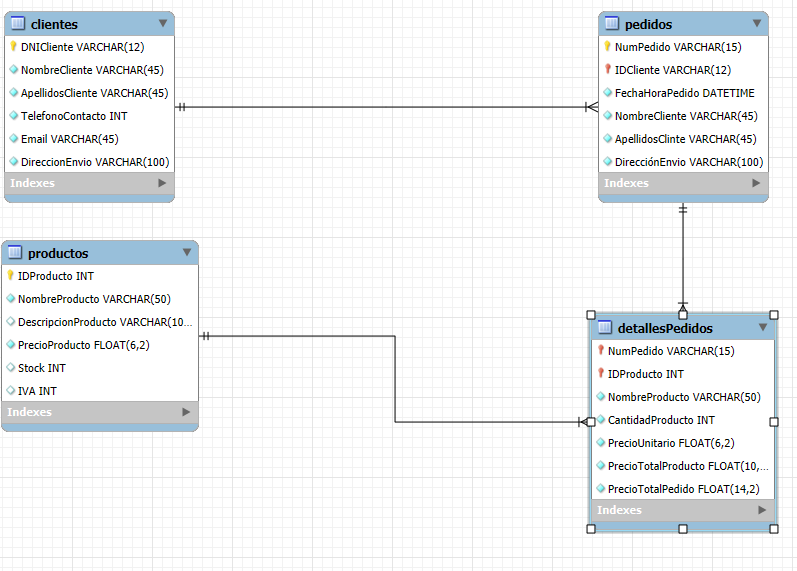 clientes
DNICliente VARCHAR(12)
NombreCliente VARCHAR(45)
ApellidosCliente VARCHAR(45)
TelefonoContacto INT
Email VARCHAR(45)
DireccionEnvio VARCHAR(100)
Indexes
pedidos
NumPedido VARCHAR(15)
IDCliente VARCHAR(12)
FechaHoraPedido DATETIME
NombreCliente VARCHAR(45)
ApellidosClinte VARCHAR(45)
DirecciónEnvio VARCHAR(100)
Indexes
productos
IDProducto INT
NombreProducto VARCHAR(50)
DescripcionProducto VARCHAR(10...
PrecioProducto FLOAT(6,2)
Stock INT
IVA INT
Indexes
detallesPedidos
NumPedido VARCHAR(15)
IDProducto INT
NombreProducto VARCHAR(50)
CantidadProducto INT
PrecioUnitario FLOAT(6,2)
PrecioTotalProducto FLOAT(10,...
PrecioTotalPedido FLOAT(14,2)
Indexes